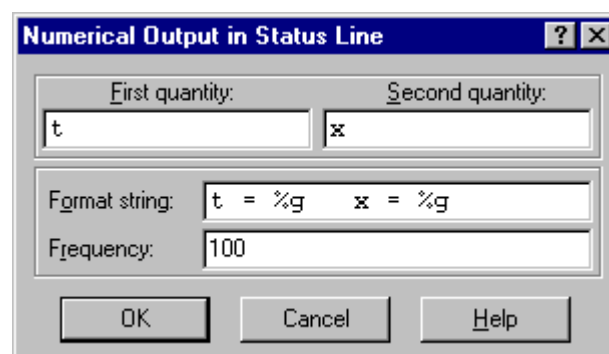 Numerical Output in Status Line
First quantity: Second quantity:
t x
Format string: t = %g x = %g
Frequency: 100
OK Cancel Help